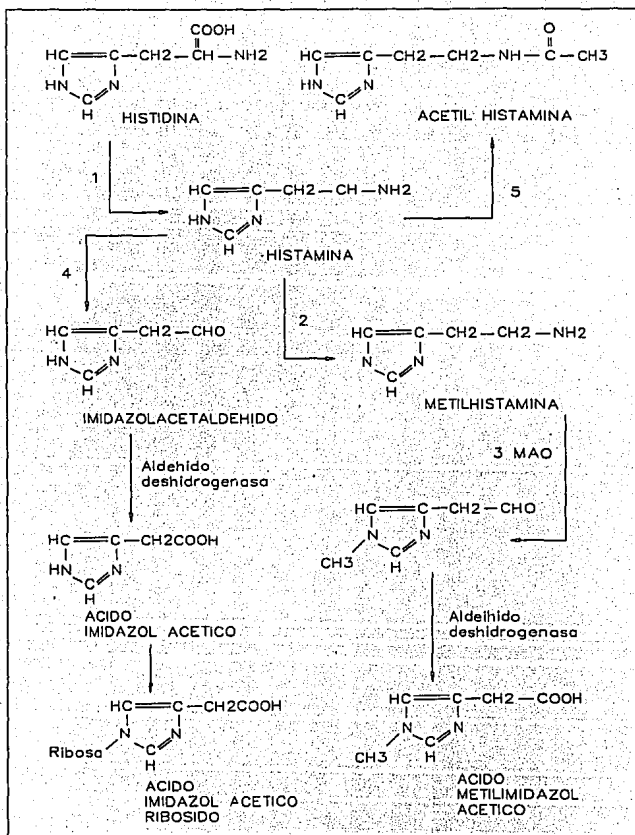 COOH
HC CH2-CH-NH2
HN N
C
H
HISTIDINA
O
HC CH2-CH2-NH-C-CH3
HN N
C
H
ACETIL HISTAMINA
1
HC CH2-CH-NH2
HN N
C
H
HISTAMINA
5
4
2
HC CH2-CHO
HN N
C
H
IMIDAZOLACETALDEHIDO
HC CH2-CH2-NH2
N N
C
H
METILHISTAMINA
Aldehido
deshidrogenasa
3 MAO
HC CH2-CHO
N N
CH3 C
H
HC CH2COOH
HN N
C
H
ACIDO
IMIDAZOL ACETICO
Aldeihido
deshidrogenasa
HC CH2COOH
N N
Ribosa C
H
ACIDO
IMIDAZOL ACETICO
RIBOSIDO
HC CH2-COOH
N N
CH3 C
H
ACIDO
METILIMIDAZOL
ACETICO